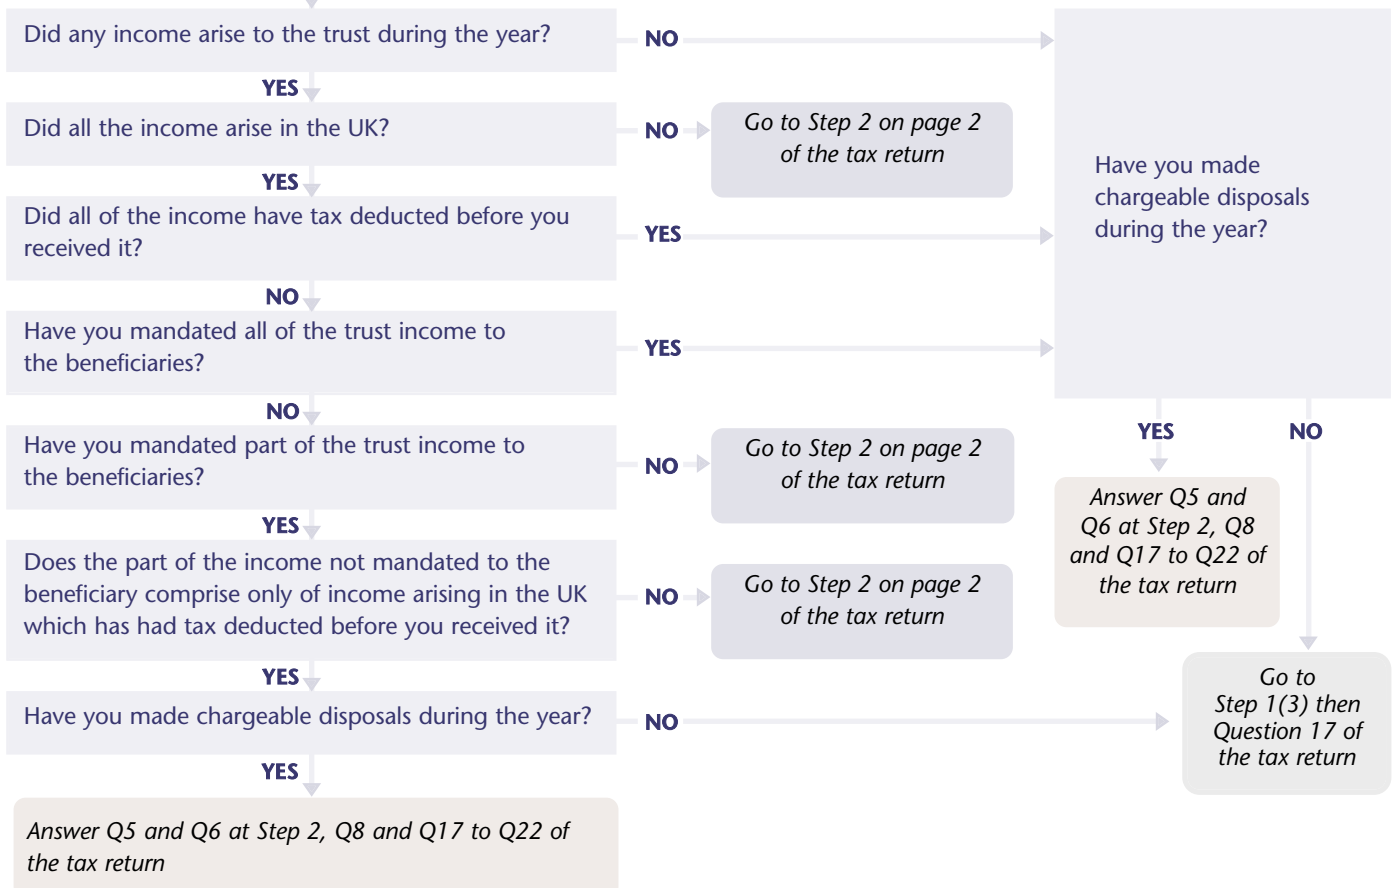 Did any income arise to the trust during the year?
NO
YES
Did all the income arise in the UK?
NO
Go to Step 2 on page 2
of the tax return
YES
Did all of the income have tax deducted before you
received it?
YES
NO
Have you mandated all of the trust income to
the beneficiaries?
YES
Have you made
chargeable disposals
during the year?
NO
Have you mandated part of the trust income to
the beneficiaries?
NO
Go to Step 2 on page 2
of the tax return
YES
NO
Answer Q5 and
Q6 at Step 2, Q8
and Q17 to Q22 of
the tax return
YES
Does the part of the income not mandated to the
beneficiary comprise only of income arising in the UK
which has had tax deducted before you received it?
NO
Go to Step 2 on page 2
of the tax return
YES
Have you made chargeable disposals during the year?
NO
Go to
Step 1(3) then
Question 17 of
the tax return
YES
Answer Q5 and Q6 at Step 2, Q8 and Q17 to Q22 of
the tax return